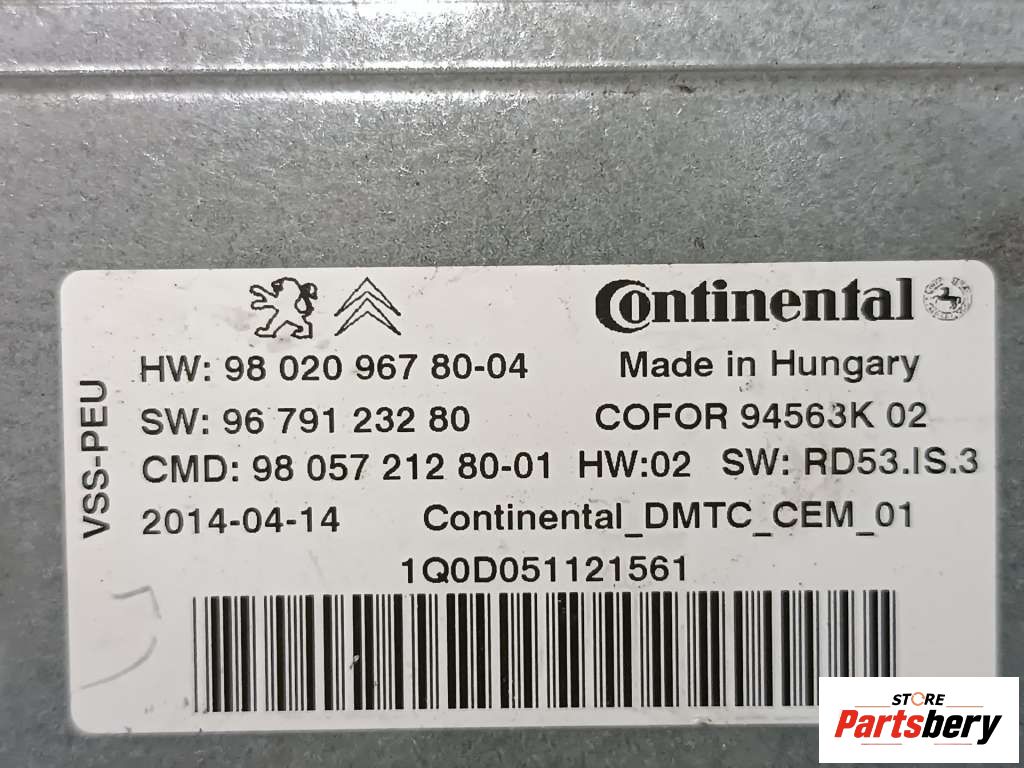 Continental
HW: 98 020 967 80-04 Made in Hungary
SW: 96 791 232 80 COFOR 94563K 02
CMD: 98 057 212 80-01 HW:02 SW: RD53.IS.3
2014-04-14 Continental_DMTC_CEM_01
1Q0D051121561
VSS-PEU
STORE
Partsbery